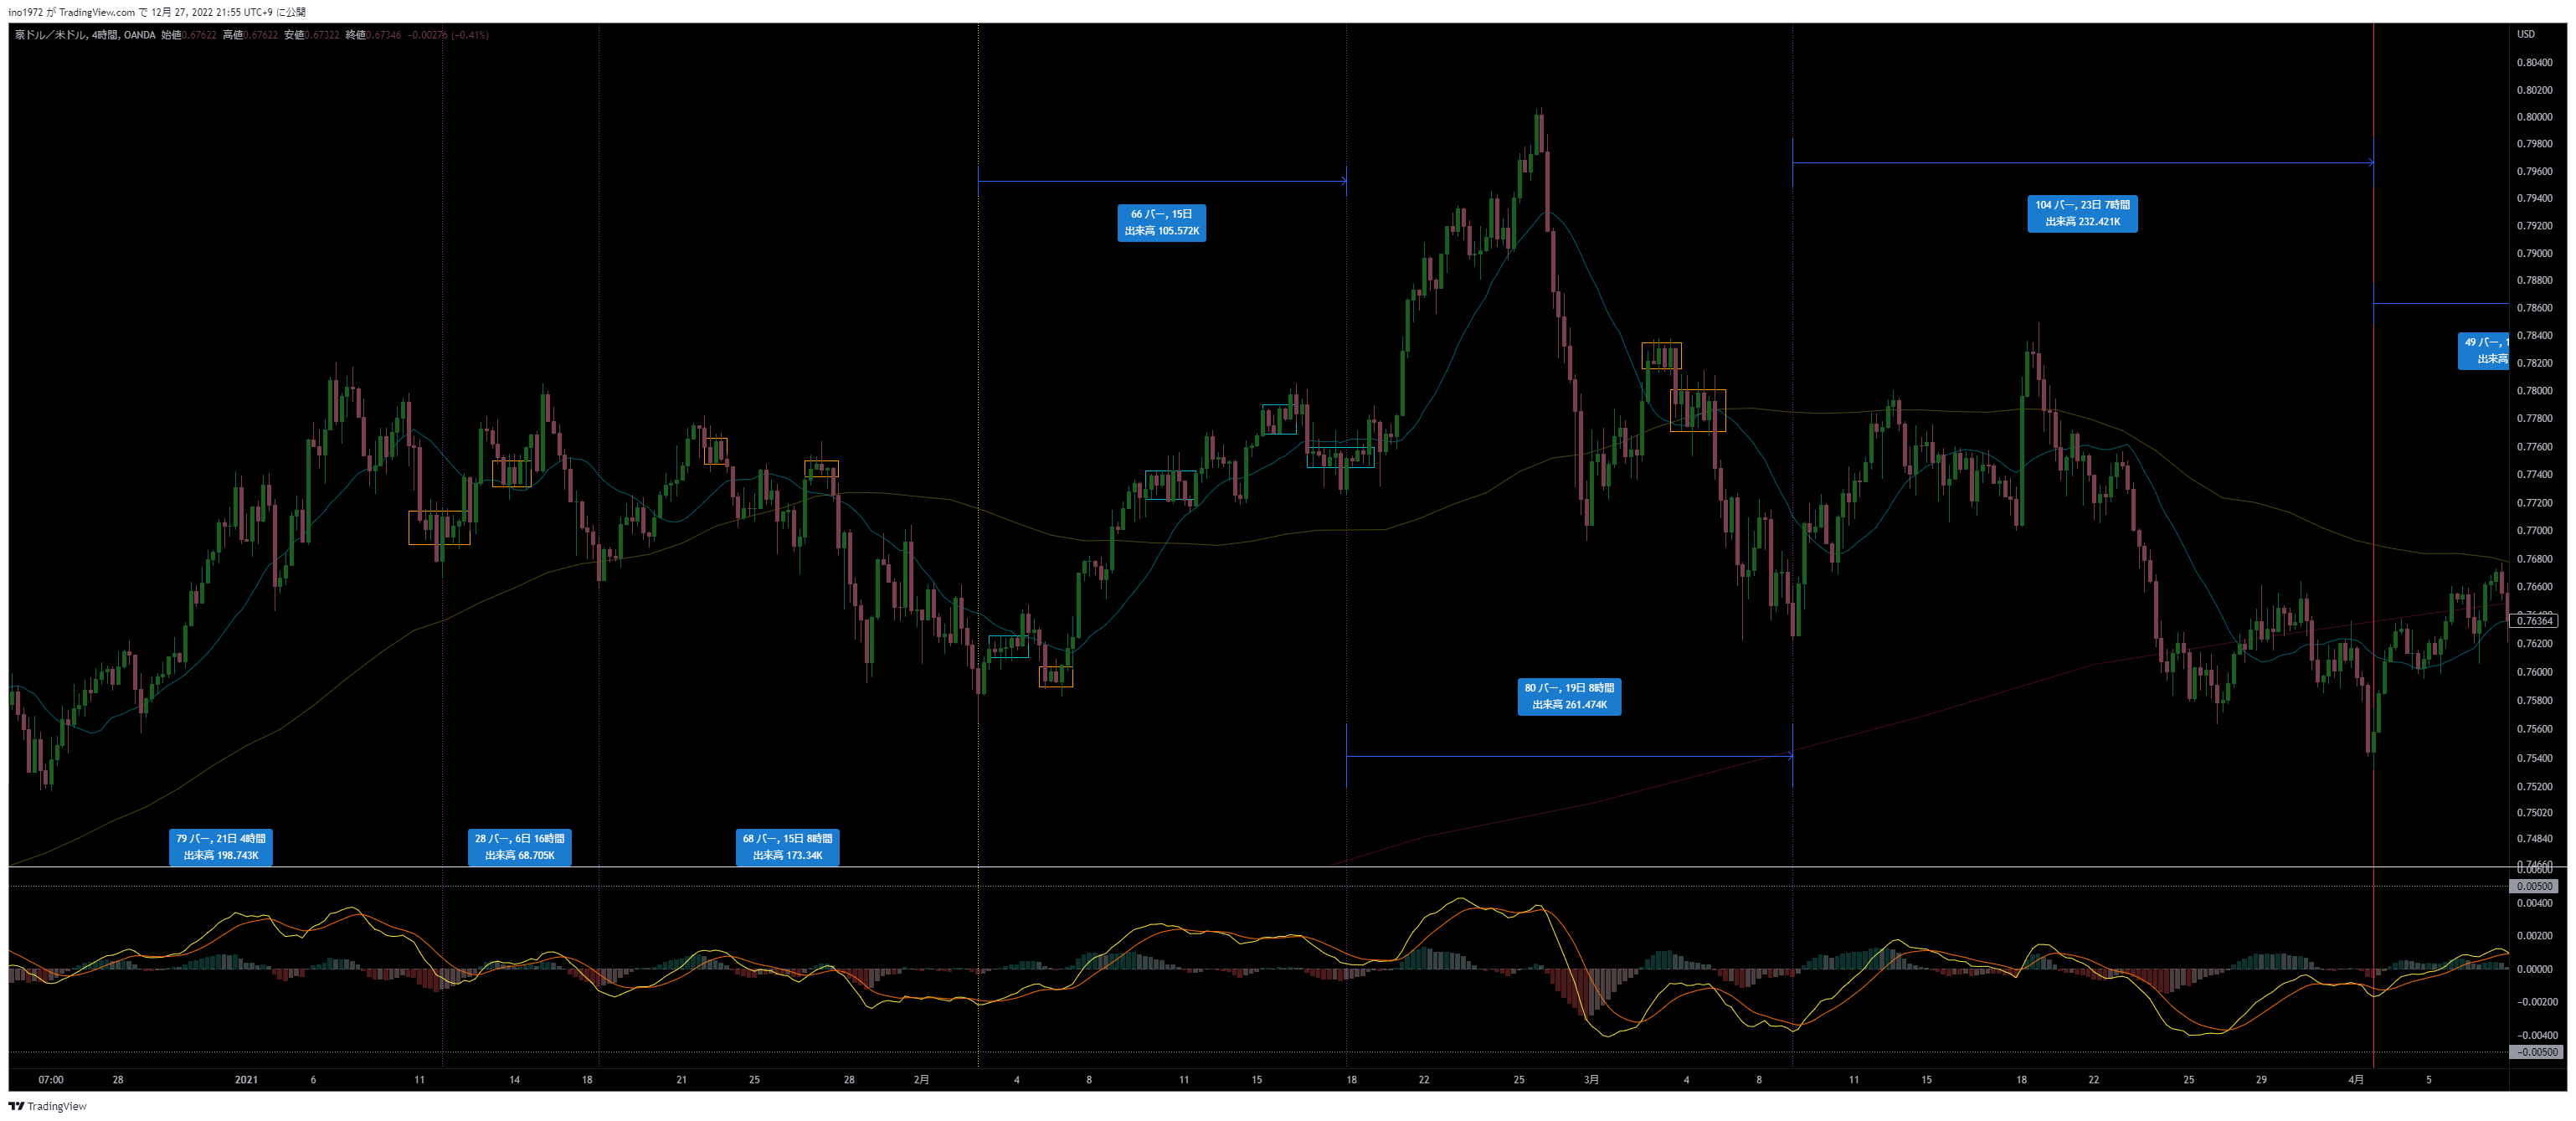 ino1972 が TradingView.com で 12月 27, 2022 21:55 UTC+9 に公開
豪ドル／米ドル, 4時間, OANDA 始値0.67622 高値0.67622 安値0.67322 終値0.67346 −0.00276 (−0.41%)
USD
0.80400
0.80200
0.80000
0.79800
0.79600
0.79400
0.79200
0.79000
0.78800
0.78600
0.78400
0.78200
0.78000
0.77800
0.77600
0.77400
0.77200
0.77000
0.76800
0.76600
0.76400
0.76364
0.76200
0.76000
0.75800
0.75600
0.75400
0.75200
0.75020
0.74840
0.74660
66 バー, 15日
出来高 105.572K
104 バー, 23日 7時間
出来高 232.421K
49 バー, 1
出来高
80 バー, 19日 8時間
出来高 261.474K
79 バー, 21日 4時間
出来高 198.743K
28 バー, 6日 16時間
出来高 68.705K
68 バー, 15日 8時間
出来高 173.34K
0.00600
0.00500
0.00400
0.00200
0.00000
−0.00200
−0.00400
−0.00500
07:00 28 2021 6 11 14 18 21 25 28 2月 4 8 11 15 18 22 25 3月 4 8 11 15 18 22 25 29 4月 5
TradingView